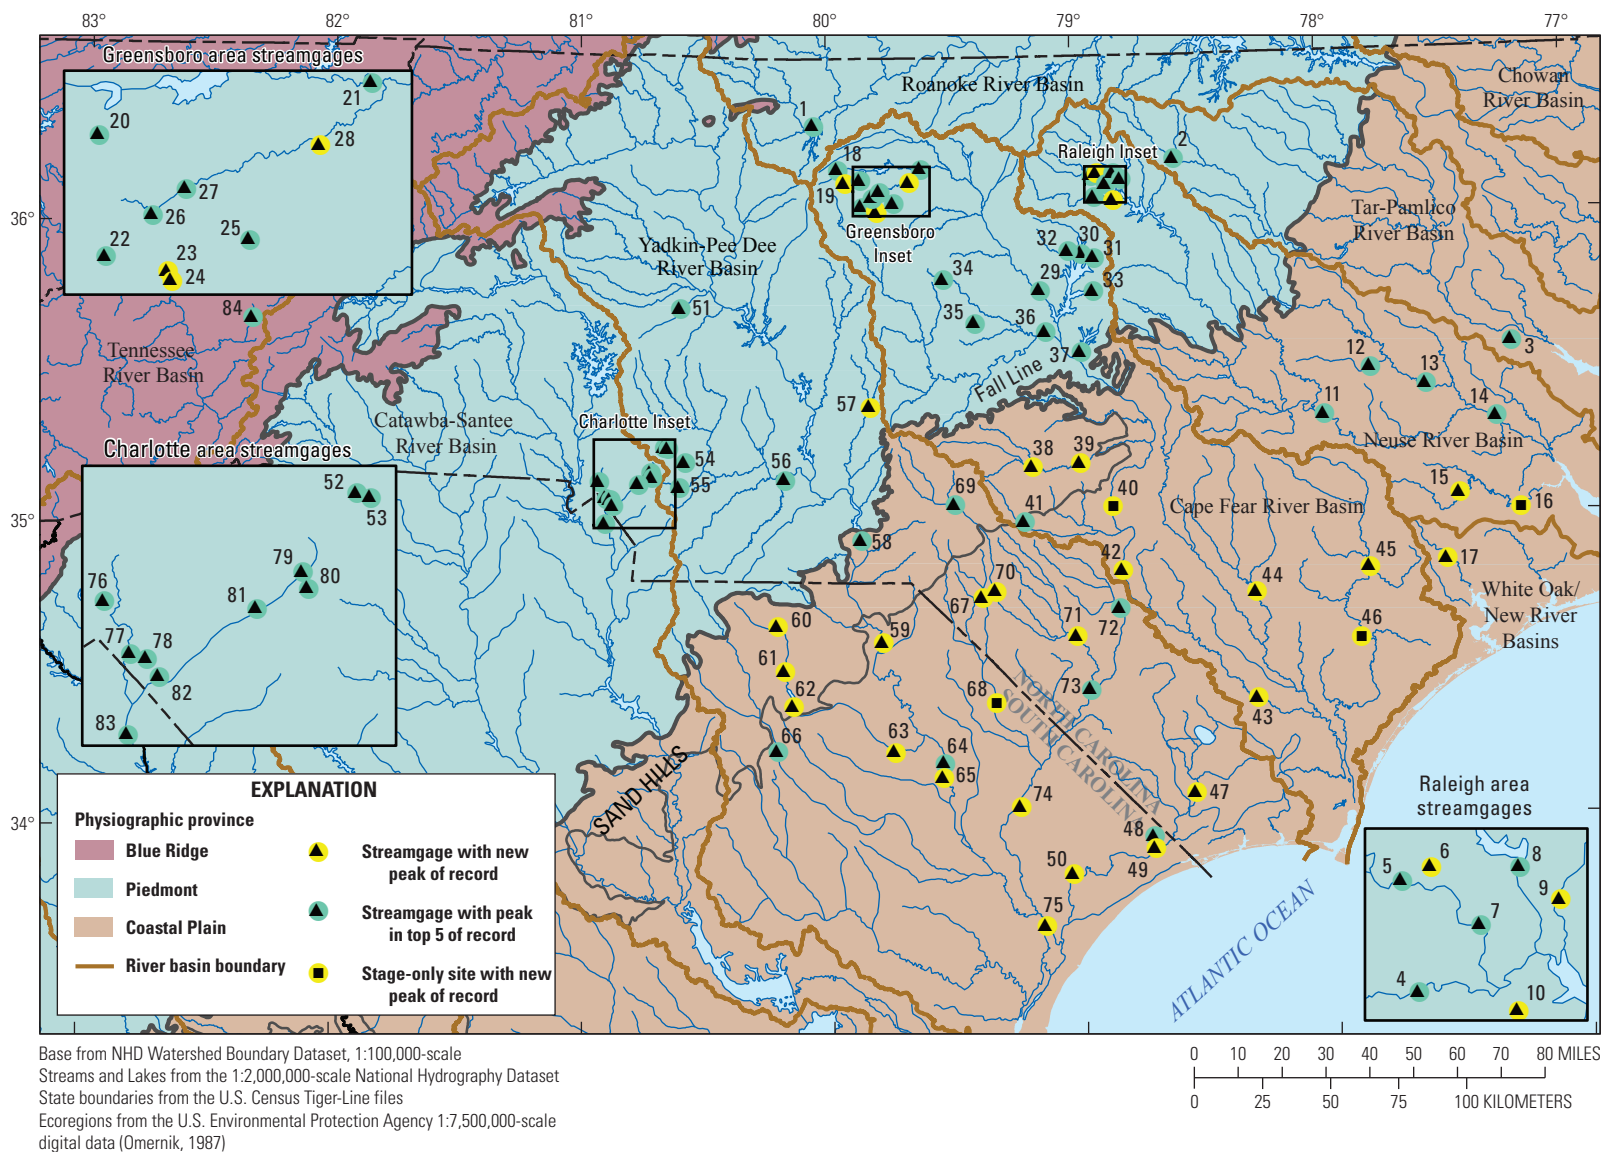 83°
82°
81°
80°
79°
78°
77°
36°
35°
34°
Greensboro area streamgages
20
21
28
27
26
25
22
23
24
84
Tennessee
River Basin
Roanoke River Basin
Chowan
River Basin
1
2
18
19
Raleigh Inset
Greensboro
Inset
Tar-Pamlico
River Basin
Yadkin-Pee Dee
River Basin
51
34
35
32
30
31
29
33
36
37
Fall Line
3
12
13
11
14
Neuse River Basin
15
16
17
Catawba-Santee
River Basin
Charlotte Inset
57
54
55
56
58
38
39
40
69
41
Cape Fear River Basin
42
44
45
46
43
White Oak/
New River
Basins
Charlotte area streamgages
52
53
76
79
80
81
77
78
82
83
70
67
71
72
73
60
59
61
62
66
68
63
64
65
74
47
48
49
50
75
NORTH CAROLINA
SOUTH CAROLINA
SAND HILLS
ATLANTIC OCEAN
Raleigh area
streamgages
5
6
8
9
7
4
10
EXPLANATION
Physiographic province
Blue Ridge
Piedmont
Coastal Plain
River basin boundary
Streamgage with new
peak of record
Streamgage with peak
in top 5 of record
Stage-only site with new
peak of record
Base from NHD Watershed Boundary Dataset, 1:100,000-scale
Streams and Lakes from the 1:2,000,000-scale National Hydrography Dataset
State boundaries from the U.S. Census Tiger-Line files
Ecoregions from the U.S. Environmental Protection Agency 1:7,500,000-scale
digital data (Omernik, 1987)
0 10 20 30 40 50 60 70 80 MILES
0 25 50 75 100 KILOMETERS